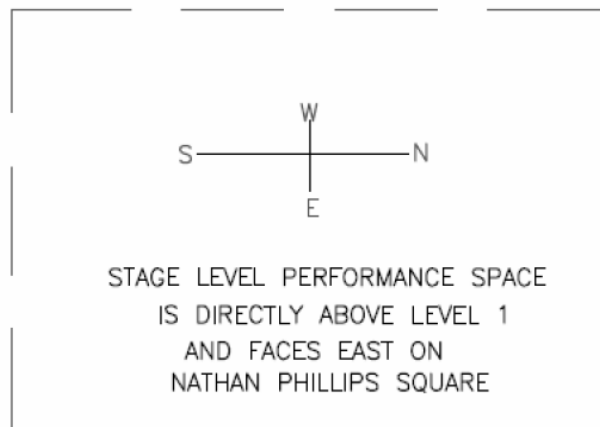 W
S N
E
STAGE LEVEL PERFORMANCE SPACE
IS DIRECTLY ABOVE LEVEL 1
AND FACES EAST ON
NATHAN PHILLIPS SQUARE